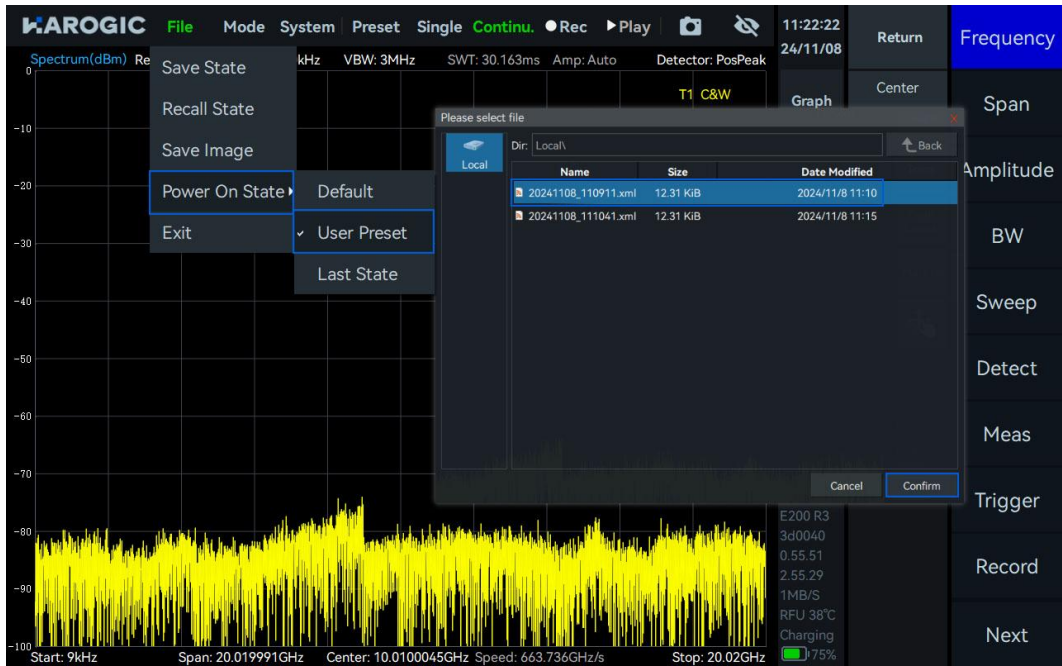 HAROGIC File Mode System Preset Single Continu. Rec Play
11:22:22
24/11/08
Return
Frequency
Spectrum(dBm) Re kHz VBW: 3MHz SWT: 30.163ms Amp: Auto Detector: PosPeak
Save State
Recall State
Save Image
Power On State
Exit
Default
User Preset
Last State
T1 C&W
Graph
Center
Span
Amplitude
BW
Sweep
Detect
Meas
Trigger
Record
Next
Please select file
Local
Dir: Local\ Back
Name Size Date Modified
20241108_110911.xml 12.31 KiB 2024/11/8 11:10
20241108_111041.xml 12.31 KiB 2024/11/8 11:15
Cancel Confirm
0
-10
-20
-30
-40
-50
-60
-70
-80
-90
-100
E200 R3
3d0040
0.55.51
2.55.29
1MB/S
RFU 38℃
Charging
75%
Start: 9kHz Span: 20.019991GHz Center: 10.0100045GHz Speed: 663.736GHz/s Stop: 20.02GHz